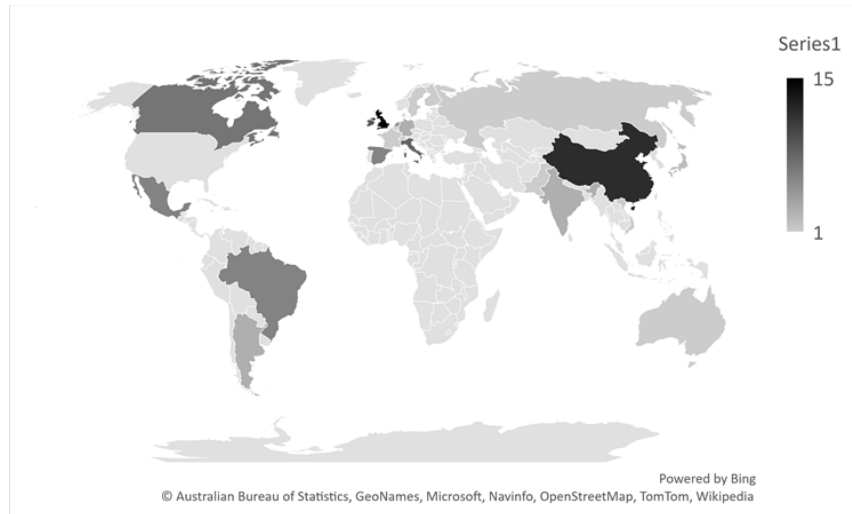 Series1
15
1
Powered by Bing
© Australian Bureau of Statistics, GeoNames, Microsoft, Navinfo, OpenStreetMap, TomTom, Wikipedia